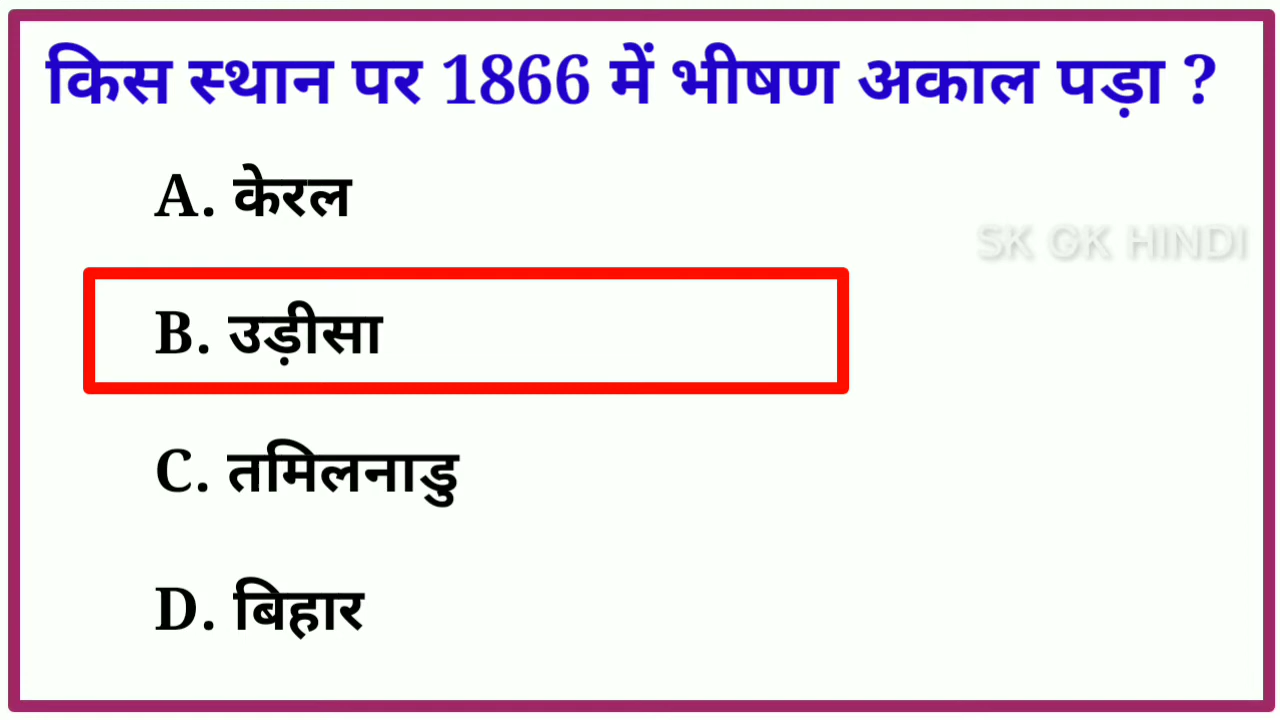 किस स्थान पर 1866 में भीषण अकाल पड़ा ?
A. केरल
SK GK HINDI
B. उड़ीसा
C. तमिलनाडु
D. बिहार